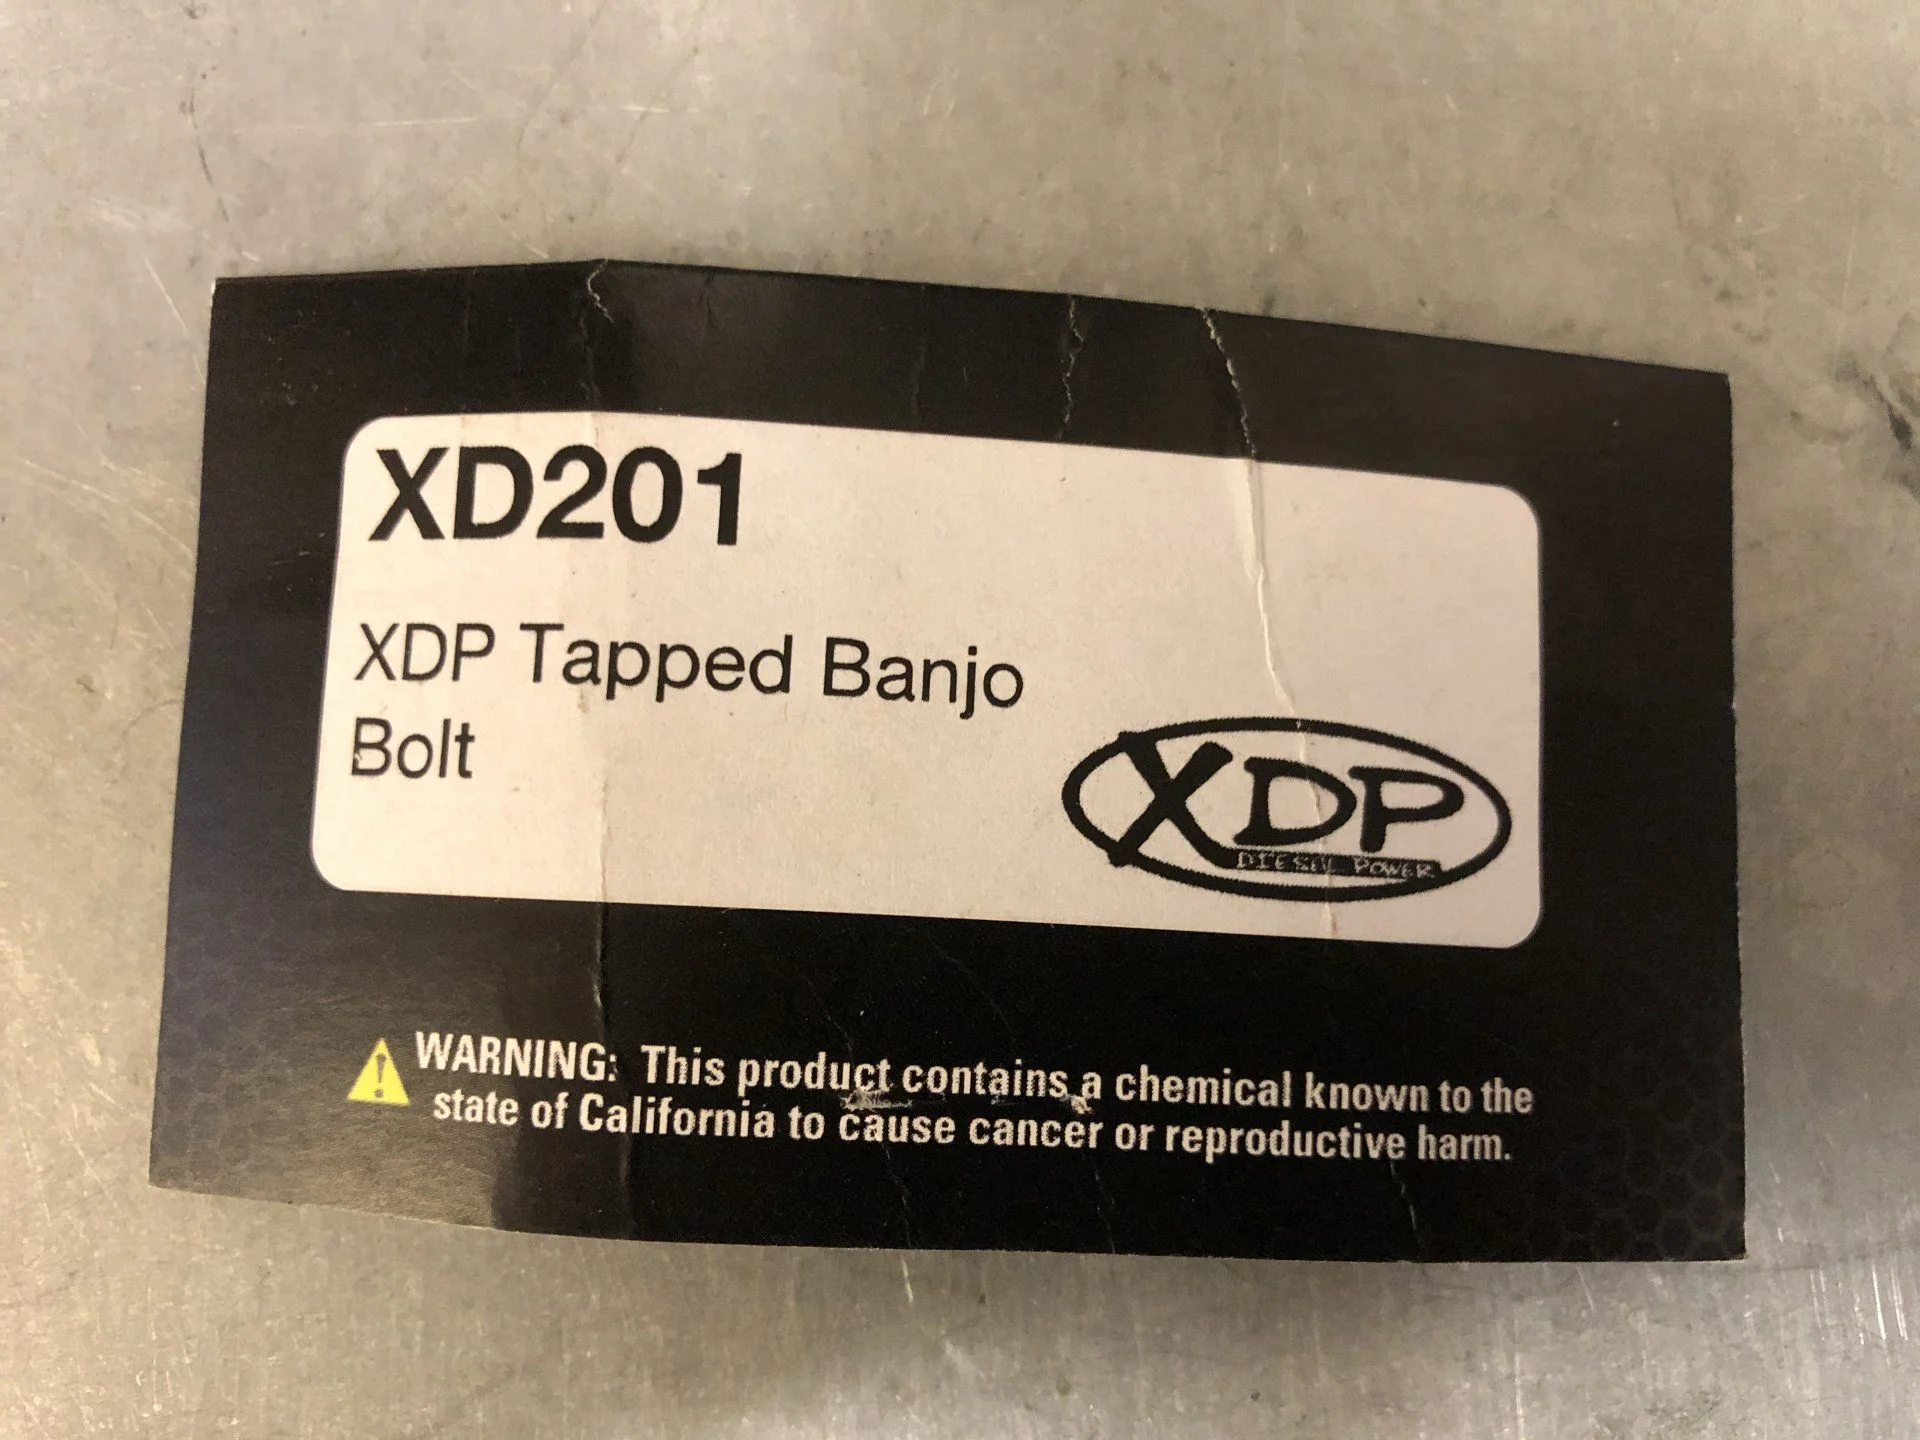 XD201
XDP Tapped Banjo
Bolt
XDP
DIESEL POWER
WARNING: This product contains a chemical known to the
state of California to cause cancer or reproductive harm.